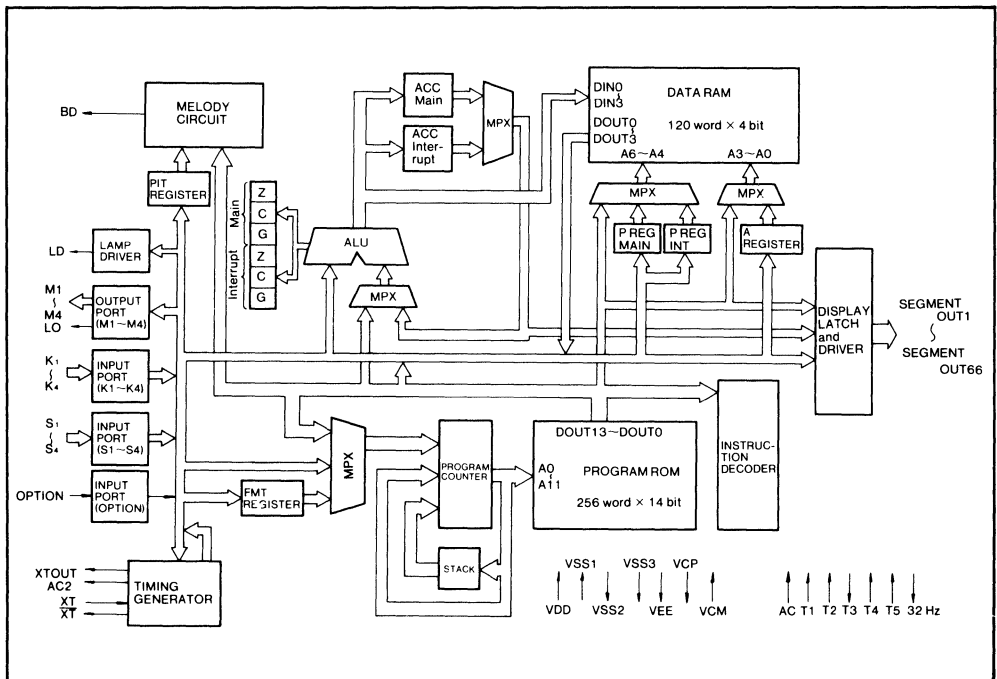 BD
MELODY
CIRCUIT
PIT
REGISTER
LD
LAMP
DRIVER
M1
M4
LO
OUTPUT
PORT
(M1~M4)
K1
K4
INPUT
PORT
(K1~K4)
S1
S4
INPUT
PORT
(S1~S4)
OPTION
INPUT
PORT
(OPTION)
XTOUT
AC2
XT
XT
TIMING
GENERATOR
Main
Interrupt
Z
C
G
Z
C
G
ACC
Main
ACC
Inter-
rupt
MPX
ALU
MPX
DIN0
DIN3
DOUT0
DOUT3
DATA RAM
120 word × 4 bit
A6~A4
A3~A0
MPX
MPX
P REG
MAIN
P REG
INT
A
REGISTER
DISPLAY
LATCH
and
DRIVER
SEGMENT
OUT1
SEGMENT
OUT66
FMT
REGISTER
MPX
PROGRAM
COUNTER
STACK
DOUT13~DOUT0
A0
A11
PROGRAM ROM
256 word × 14 bit
INSTRUC-
TION
DECODER
VSS1
VSS3
VCP
VDD
VSS2
VEE
VCM
AC T1 T2 T3 T4 T5 32 Hz